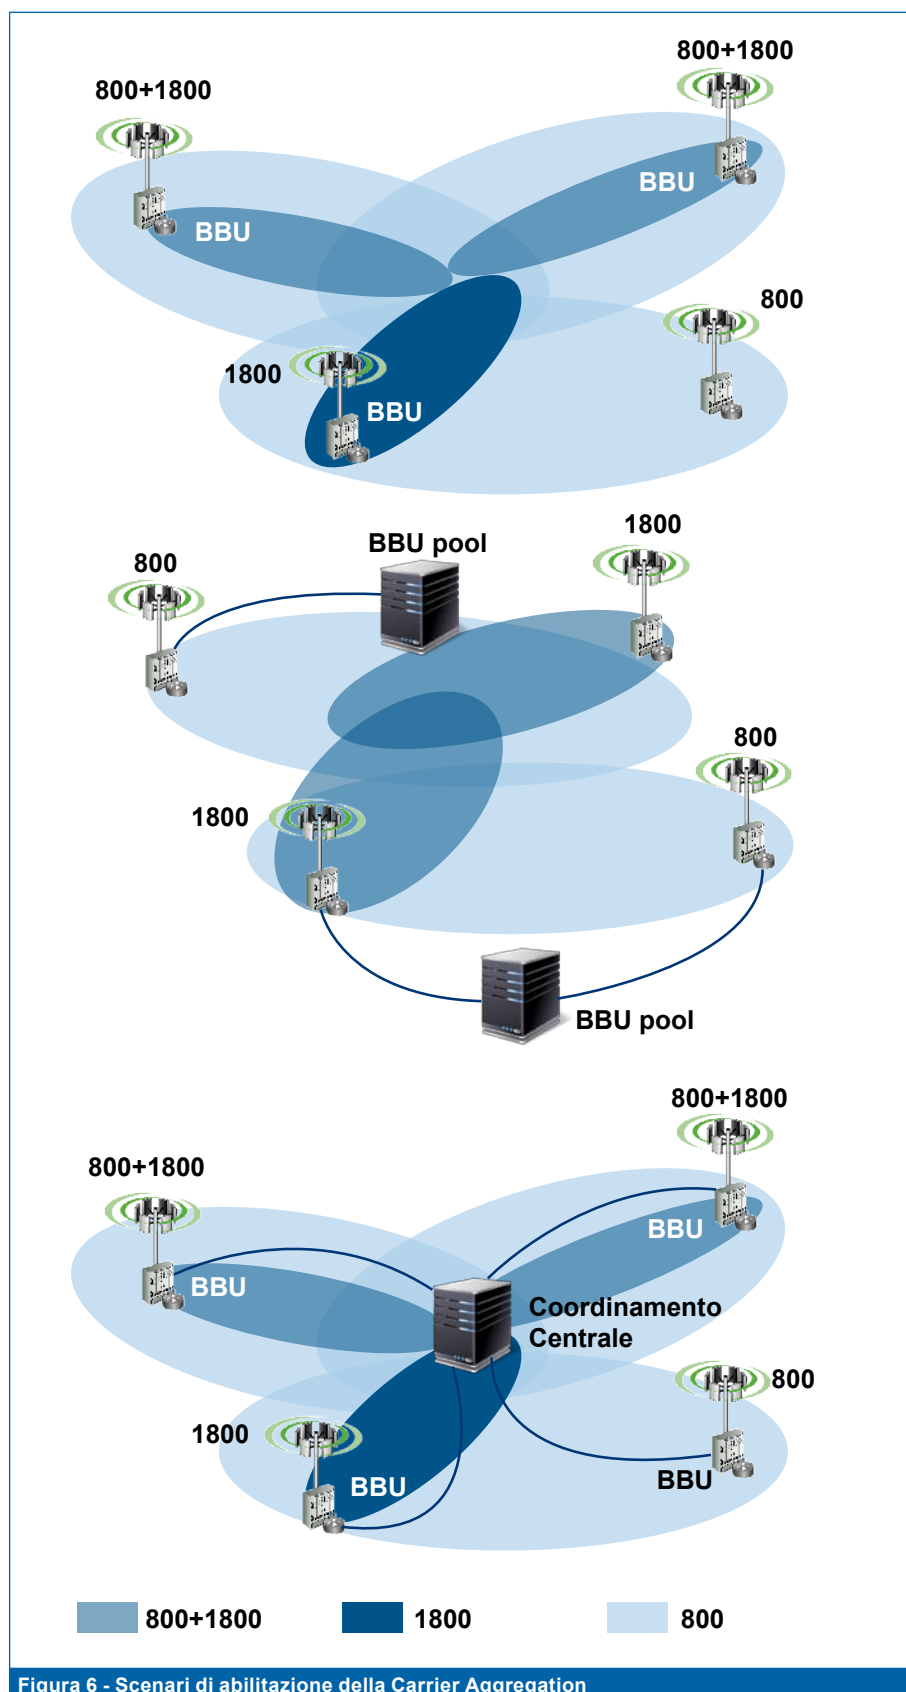 800+1800
800+1800
BBU
BBU
800
1800
BBU
1800
BBU pool
800
800
1800
BBU pool
800+1800
800+1800
BBU
BBU
Coordinamento
Centrale
800
1800
BBU
BBU
800+1800
1800
800
Figura 6 - Scenari di abilitazione della Carrier Aggregation